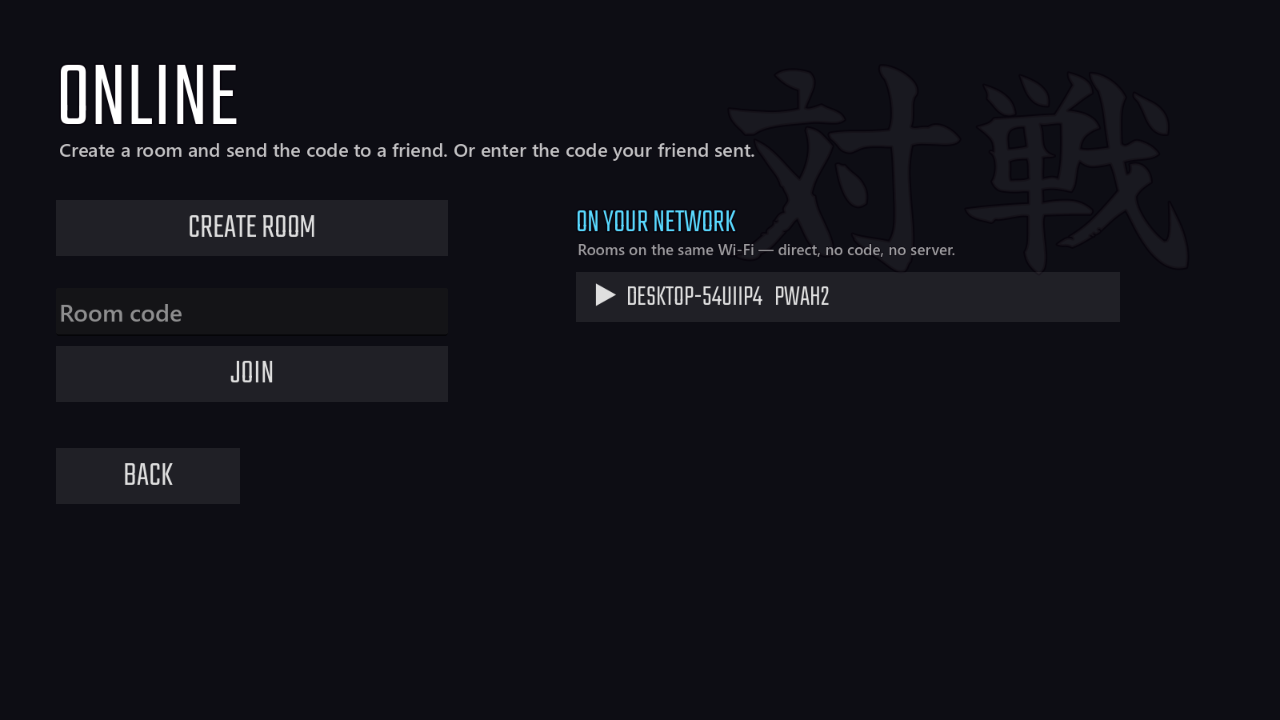 ONLINE
対戦
Create a room and send the code to a friend. Or enter the code your friend sent.
CREATE ROOM
Room code
JOIN
BACK
ON YOUR NETWORK
Rooms on the same Wi-Fi — direct, no code, no server.
▶ DESKTOP-54UIIP4 PWAH2